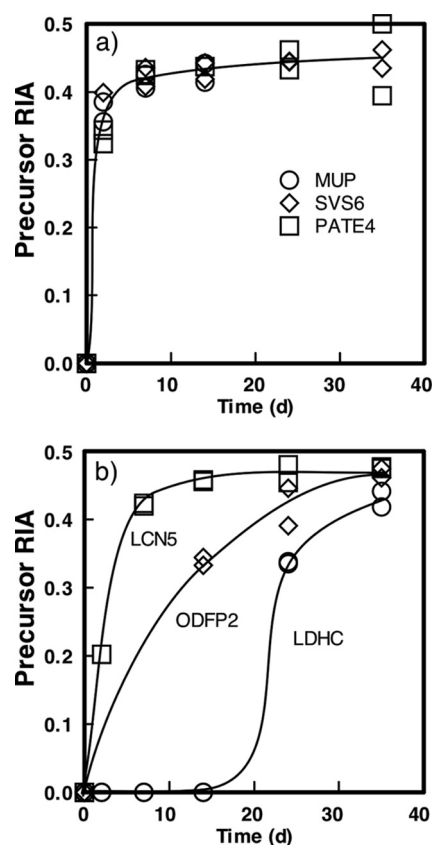 a)
0.5
0.4
0.3
0.2
0.1
0.0
Precursor RIA
MUP
SVS6
PATE4
0 10 20 30 40
Time (d)
b)
0.5
0.4
0.3
0.2
0.1
0.0
Precursor RIA
LCN5
ODFP2
LDHC
0 10 20 30 40
Time (d)